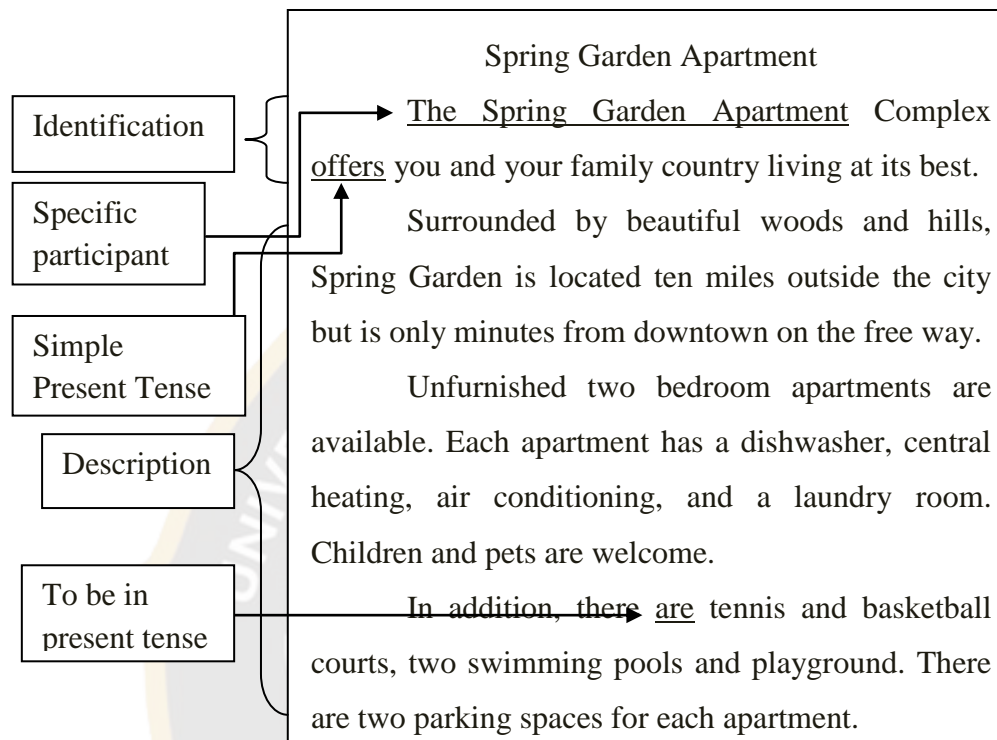 Spring Garden Apartment
Identification
The Spring Garden Apartment Complex
offers you and your family country living at its best.
Specific
participant
Surrounded by beautiful woods and hills,
Spring Garden is located ten miles outside the city
but is only minutes from downtown on the free way.
Simple
Present Tense
Unfurnished two bedroom apartments are
available. Each apartment has a dishwasher, central
heating, air conditioning, and a laundry room.
Children and pets are welcome.
Description
To be in
present tense
In addition, there are tennis and basketball
courts, two swimming pools and playground. There
are two parking spaces for each apartment.